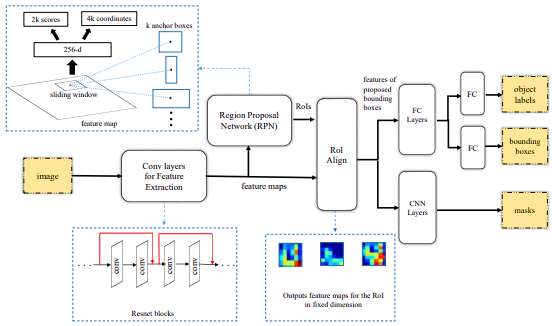 2k scores
4k coordinates
k anchor boxes
256-d
sliding window
feature map
Region Proposal
Network (RPN)
RoIs
features of
proposed
bounding
boxes
FC
Layers
FC
object
labels
RoI
Align
FC
bounding
boxes
image
Conv layers
for Feature
Extraction
feature maps
CNN
Layers
masks
conv
conv
conv
conv
Resnet blocks
Outputs feature maps for the RoI
in fixed dimension